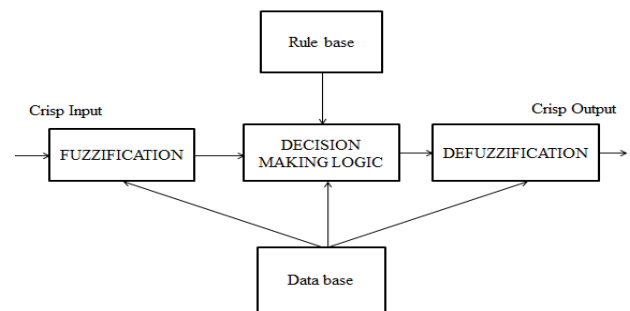 Rule base
Crisp Input
Crisp Output
FUZZIFICATION
DECISION
MAKING LOGIC
DEFUZZIFICATION
Data base